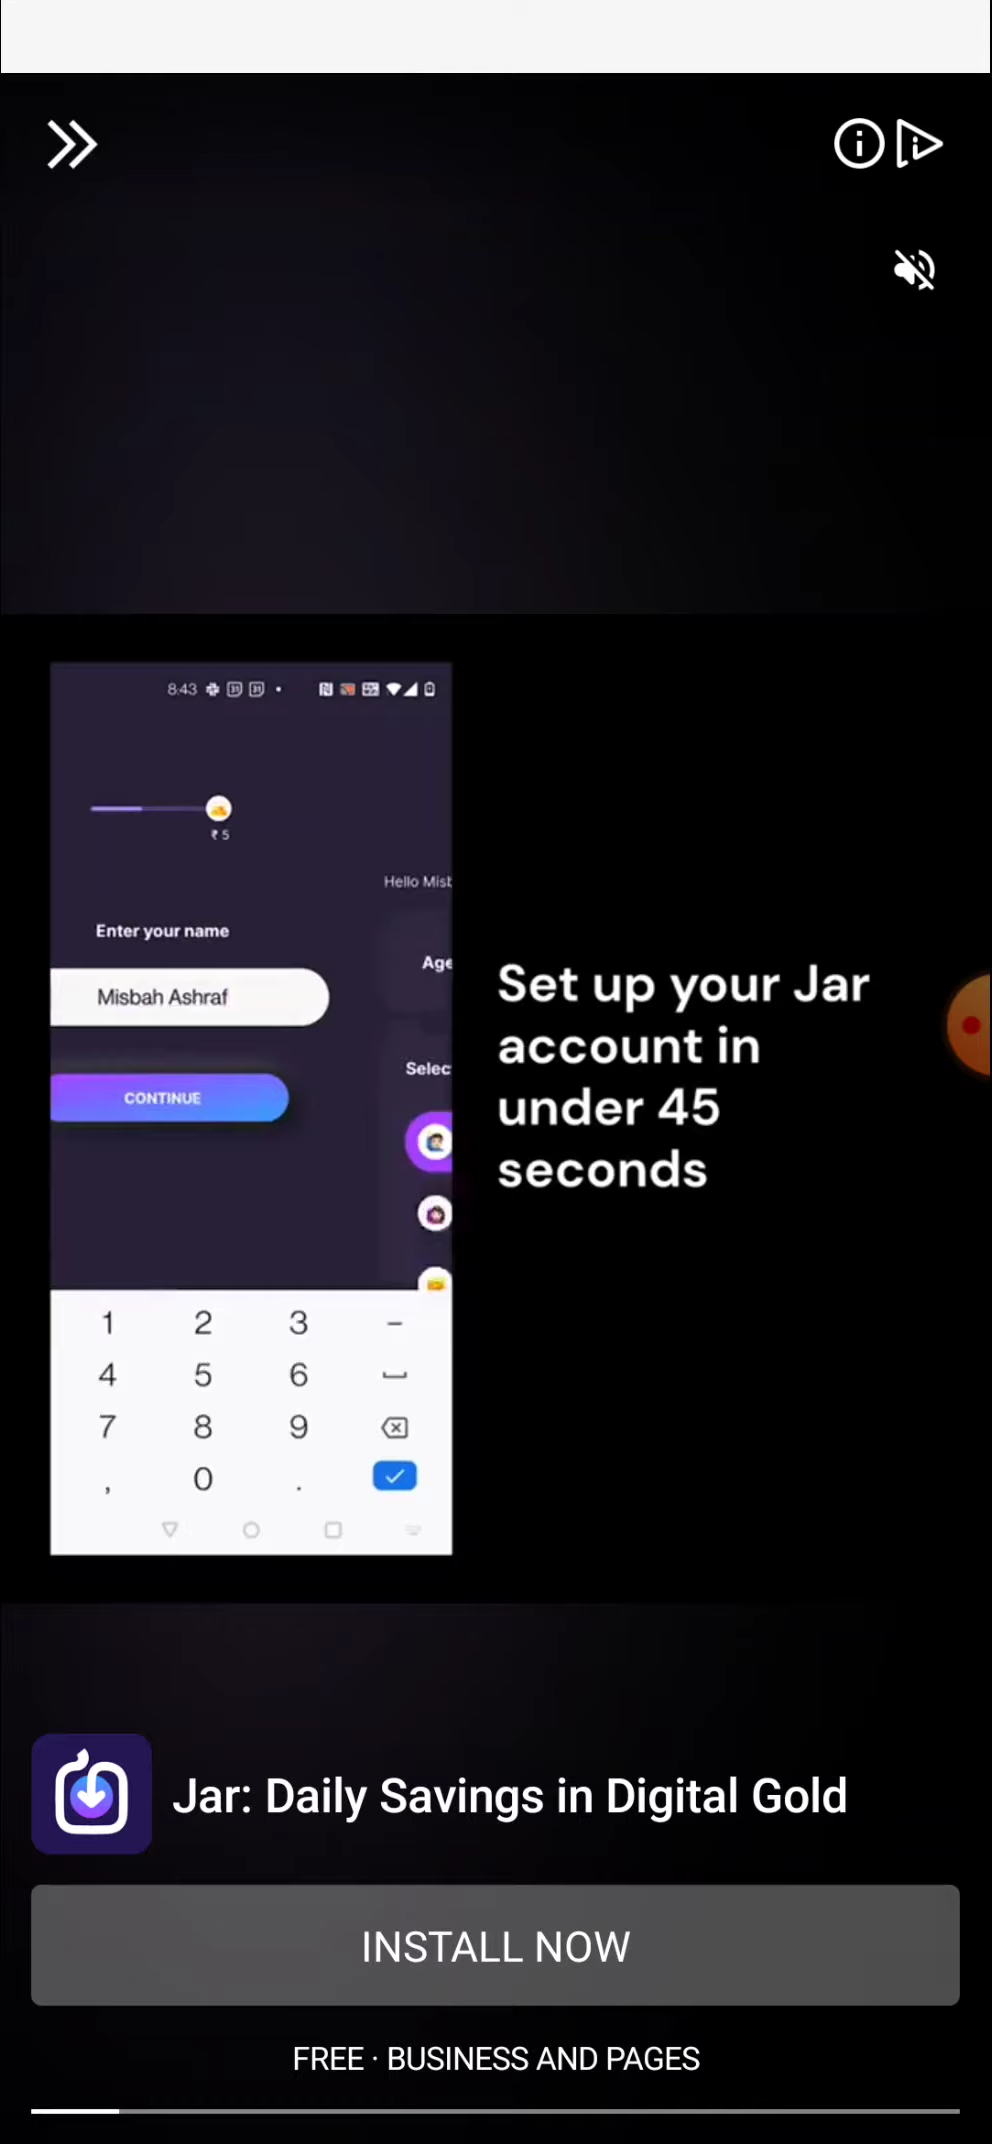 8:43
₹ 5
Hello Misb
Enter your name
Age
Misbah Ashraf
Selec
CONTINUE
Set up your Jar
account in
under 45
seconds
1 2 3 –
4 5 6
7 8 9
, 0 .
Jar: Daily Savings in Digital Gold
INSTALL NOW
FREE · BUSINESS AND PAGES